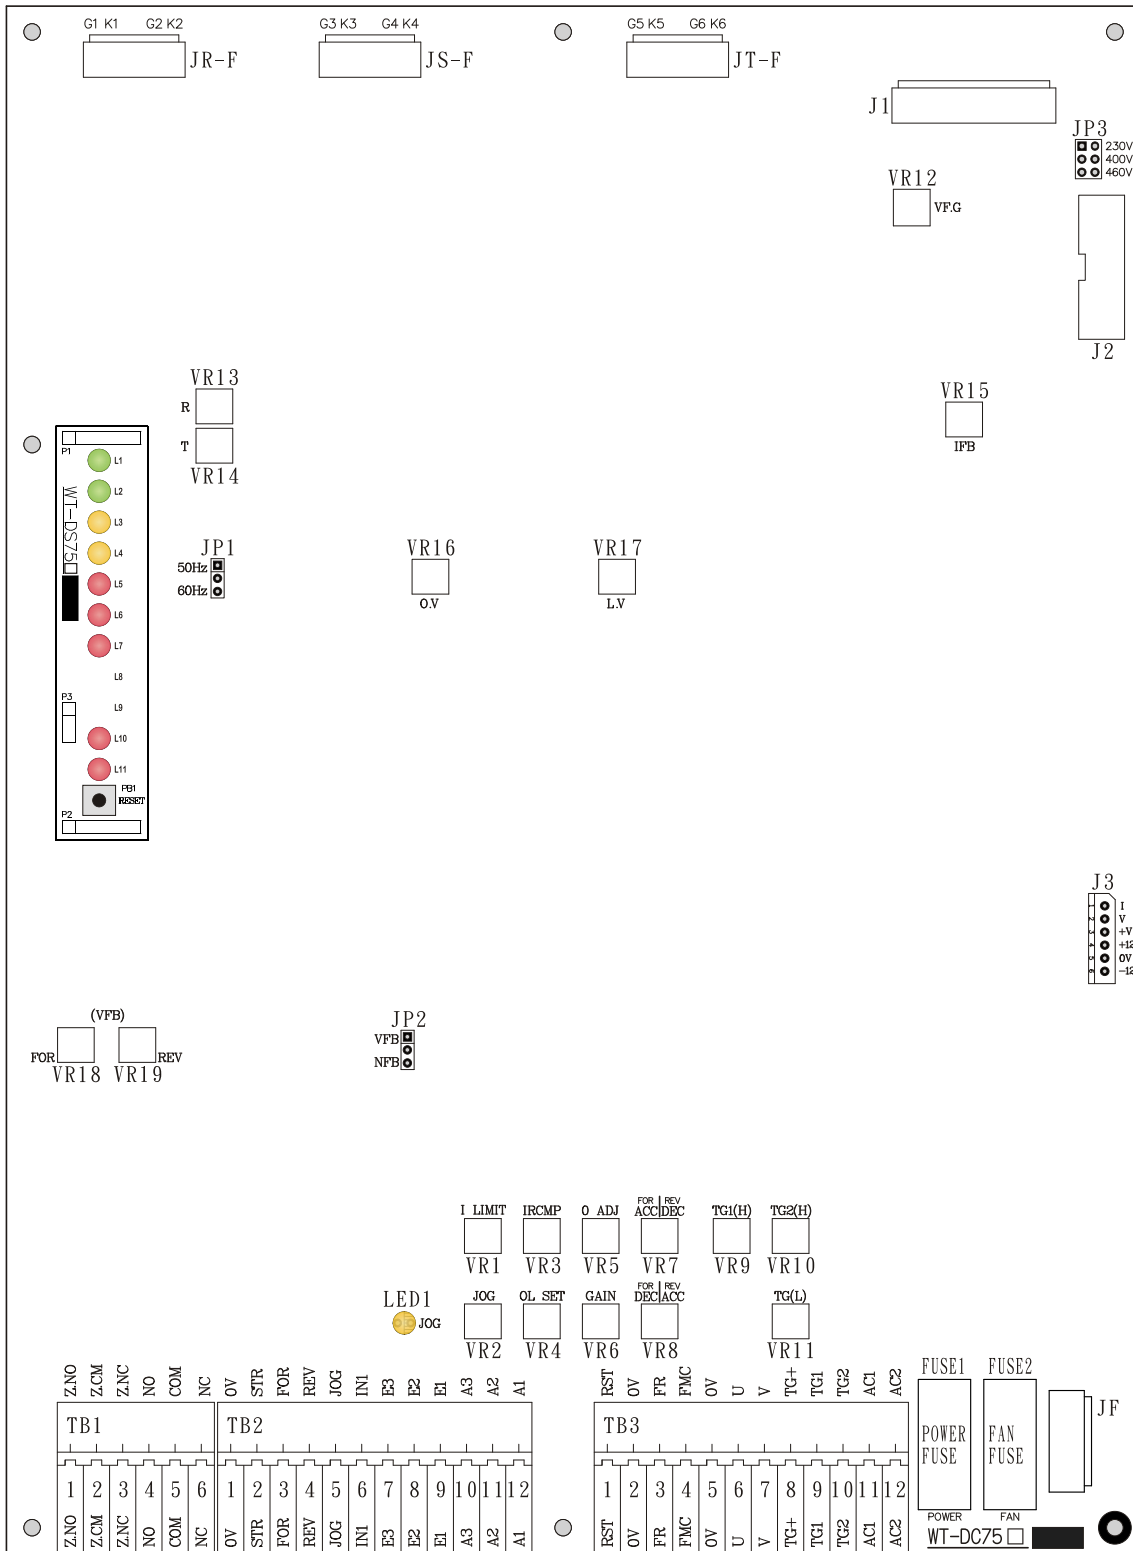 G1 K1 G2 K2 G3 K3 G4 K4 G5 K5 G6 K6
JR-F JS-F JT-F
J1
JP3
230V
400V
460V
VR12
VF.G
J2
VR13
R
T
VR14
VR15
IFB
P1
L1
L2
L3
L4
L5
L6
L7
L8
L9
L10
L11
WT-DS75□
P3
PB1
RESET
P2
JP1
50Hz
60Hz
VR16
O.V
VR17
L.V
J3
1 I
2 V
3 +V
4 +12
5 0V
6 -12
(VFB)
FOR REV
VR18 VR19
JP2
VFB
NFB
I LIMIT IRCMP O ADJ FOR ACC REV DEC TG1(H) TG2(H)
VR1 VR3 VR5 VR7 VR9 VR10
JOG OL SET GAIN FOR DEC REV ACC TG(L)
VR2 VR4 VR6 VR8 VR11
LED1
JOG
Z.NO Z.CM Z.NC NO COM NC 0V STR FOR REV JOG IN1 E3 E2 E1 A3 A2 A1
RST 0V FR FMC 0V U V TG+ TG1 TG2 AC1 AC2
TB1 TB2 TB3
1 2 3 4 5 6 1 2 3 4 5 6 7 8 9 10 11 12
1 2 3 4 5 6 7 8 9 10 11 12
Z.NO Z.CM Z.NC NO COM NC 0V STR FOR REV JOG IN1 E3 E2 E1 A3 A2 A1
RST 0V FR FMC 0V U V TG+ TG1 TG2 AC1 AC2
FUSE1 FUSE2
POWER FUSE
FAN FUSE
JF
POWER FAN
WT-DC75□